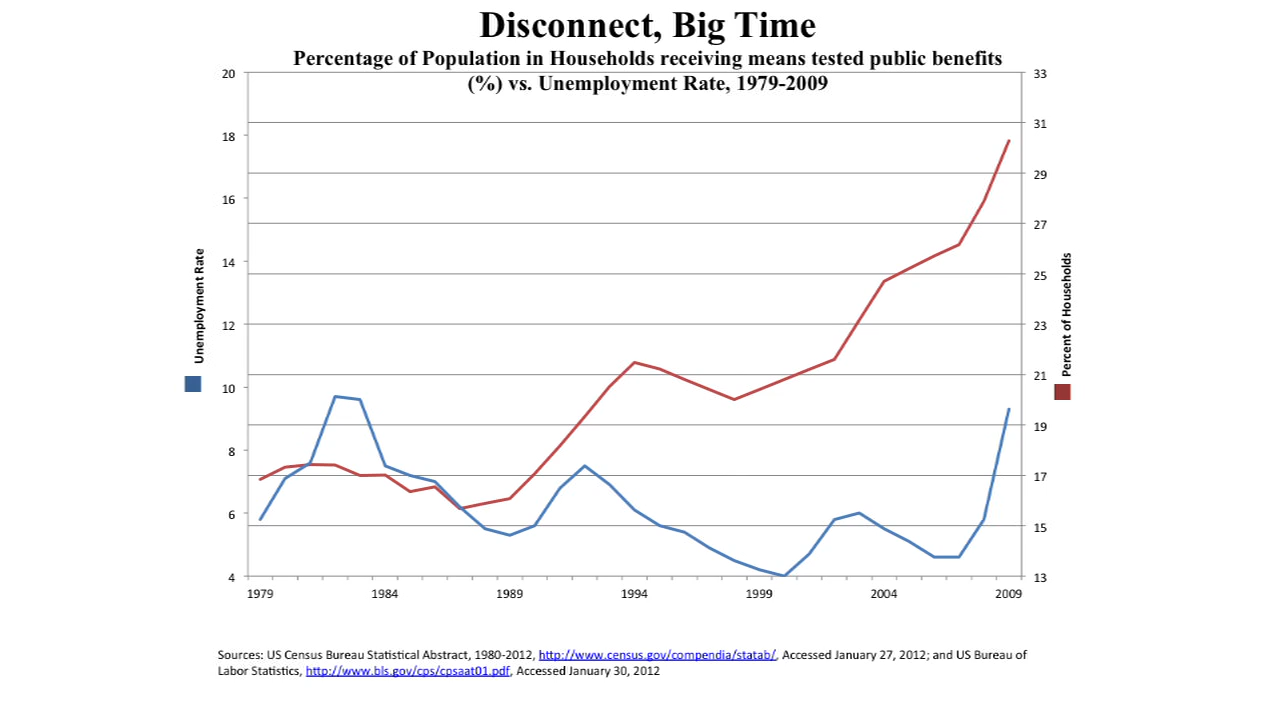 Disconnect, Big Time
Percentage of Population in Households receiving means tested public benefits
(%) vs. Unemployment Rate, 1979-2009
20
18
16
14
12
10
8
6
4
Unemployment Rate
33
31
29
27
25
23
21
19
17
15
13
Percent of Households
1979 1984 1989 1994 1999 2004 2009
Sources: US Census Bureau Statistical Abstract, 1980-2012, http://www.census.gov/compendia/statab/, Accessed January 27, 2012; and US Bureau of
Labor Statistics, http://www.bls.gov/cps/cpsaat01.pdf, Accessed January 30, 2012